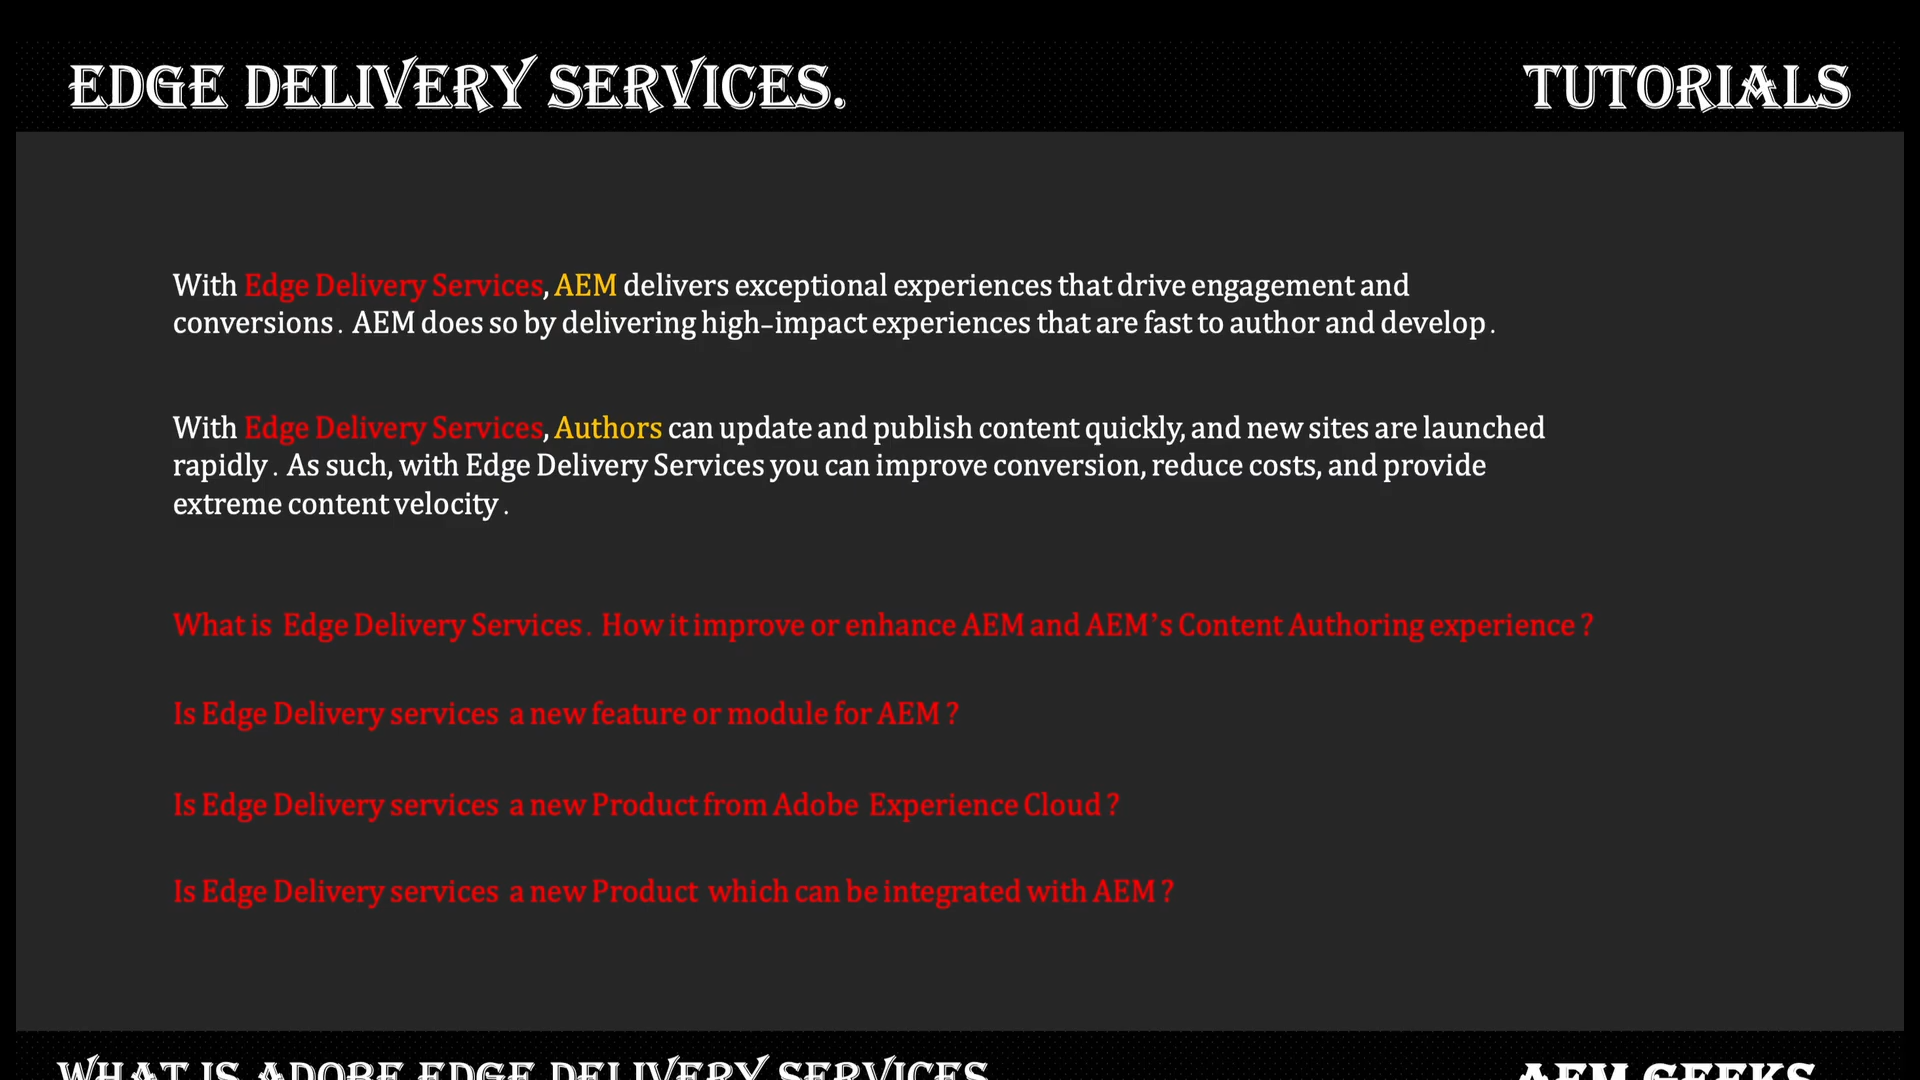 EDGE DELIVERY SERVICES.
TUTORIALS
With Edge Delivery Services, AEM delivers exceptional experiences that drive engagement and
conversions. AEM does so by delivering high-impact experiences that are fast to author and develop.
With Edge Delivery Services, Authors can update and publish content quickly, and new sites are launched
rapidly. As such, with Edge Delivery Services you can improve conversion, reduce costs, and provide
extreme content velocity.
What is Edge Delivery Services. How it improve or enhance AEM and AEM’s Content Authoring experience ?
Is Edge Delivery services a new feature or module for AEM ?
Is Edge Delivery services a new Product from Adobe Experience Cloud ?
Is Edge Delivery services a new Product which can be integrated with AEM ?
WHAT IS ADOBE EDGE DELIVERY SERVICES
AEM GEEKS